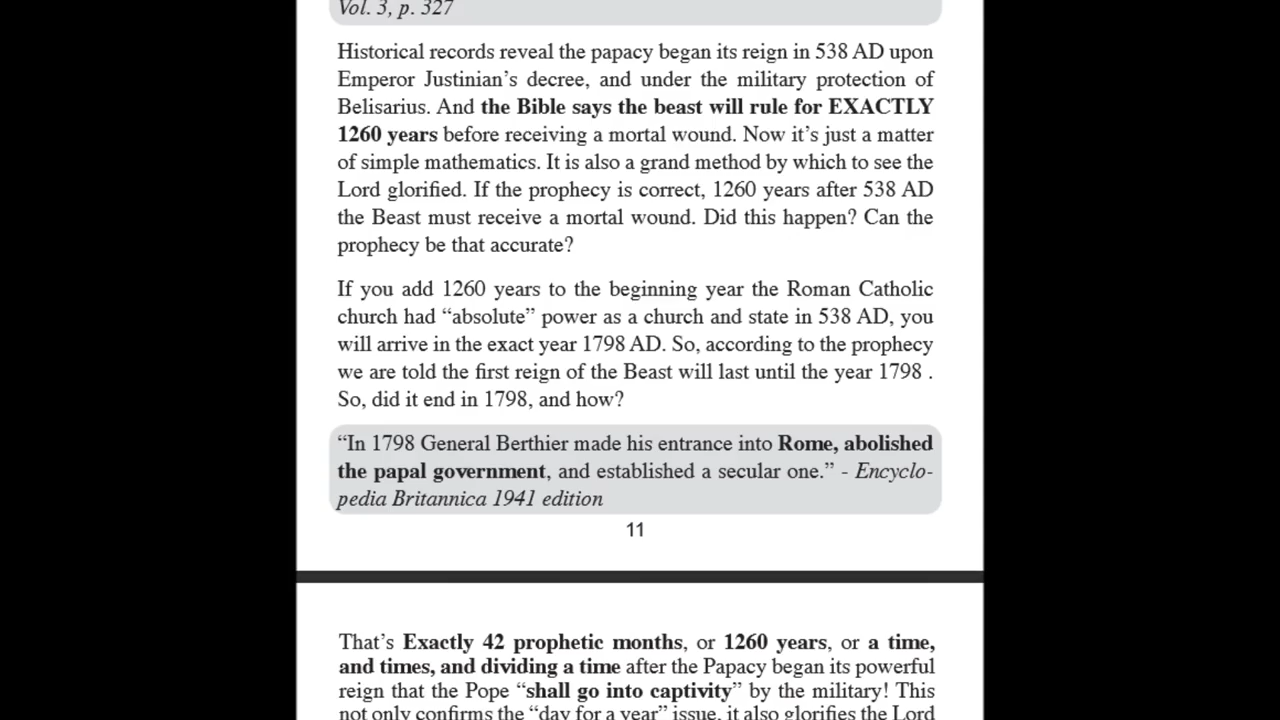 Vol. 3, p. 327
Historical records reveal the papacy began its reign in 538 AD upon
Emperor Justinian’s decree, and under the military protection of
Belisarius. And the Bible says the beast will rule for EXACTLY
1260 years before receiving a mortal wound. Now it’s just a matter
of simple mathematics. It is also a grand method by which to see the
Lord glorified. If the prophecy is correct, 1260 years after 538 AD
the Beast must receive a mortal wound. Did this happen? Can the
prophecy be that accurate?
If you add 1260 years to the beginning year the Roman Catholic
church had “absolute” power as a church and state in 538 AD, you
will arrive in the exact year 1798 AD. So, according to the prophecy
we are told the first reign of the Beast will last until the year 1798 .
So, did it end in 1798, and how?
“In 1798 General Berthier made his entrance into Rome, abolished
the papal government, and established a secular one.” - Encyclo-
pedia Britannica 1941 edition
11
That’s Exactly 42 prophetic months, or 1260 years, or a time,
and times, and dividing a time after the Papacy began its powerful
reign that the Pope “shall go into captivity” by the military! This
not only confirms the “day for a year” issue, it also glorifies the Lord